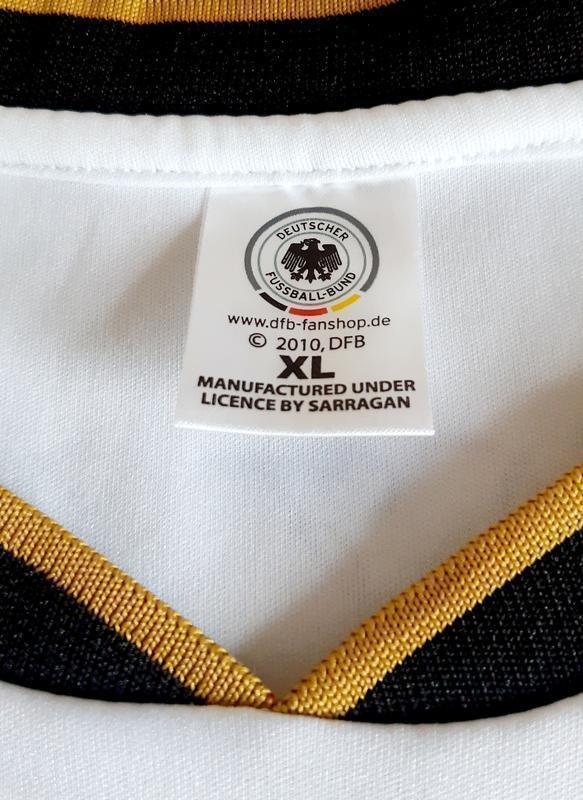 DEUTSCHER
FUSSBALL-BUND
www.dfb-fanshop.de
© 2010, DFB
XL
MANUFACTURED UNDER
LICENCE BY SARRAGAN